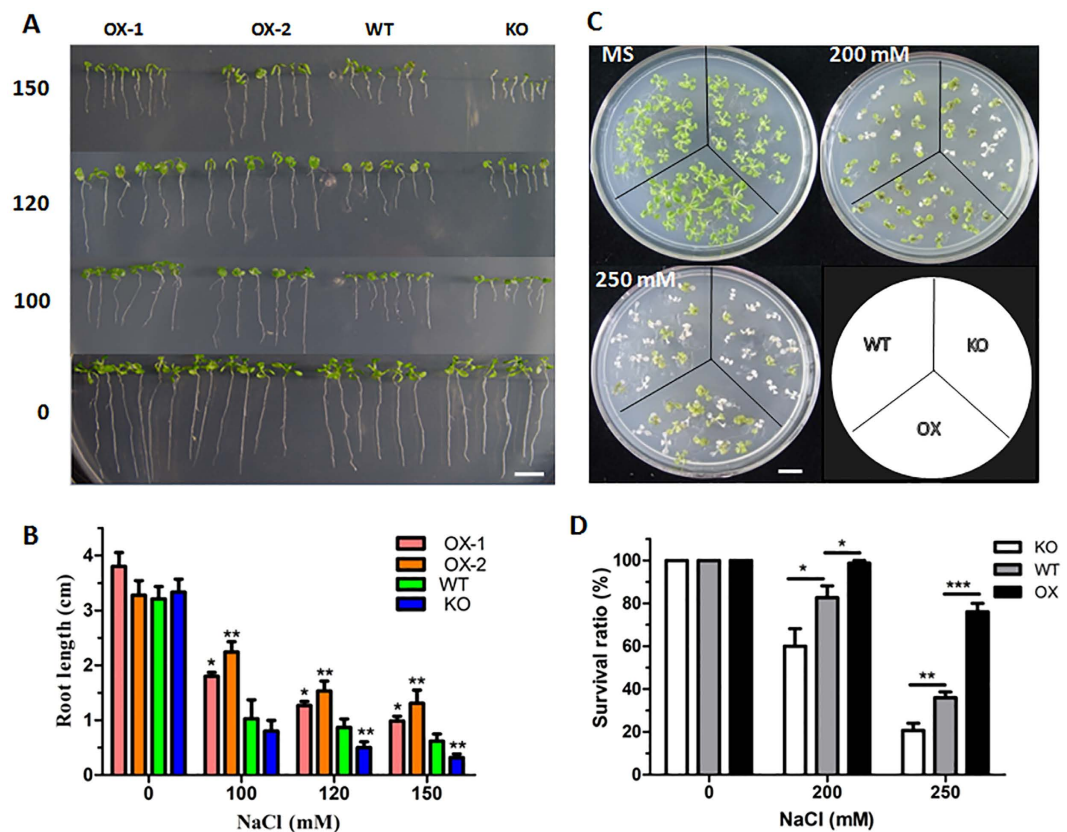 A
OX-1 OX-2 WT KO
150
120
100
0
B
Root length (cm)
4
3
2
1
0
OX-1
OX-2
WT
KO
* ** * ** ** * ** **
0 100 120 150
NaCl (mM)
C
MS 200 mM
250 mM
WT KO
OX
D
Survival ratio (%)
100
80
60
40
20
0
KO
WT
OX
* * ** ***
0 200 250
NaCl (mM)